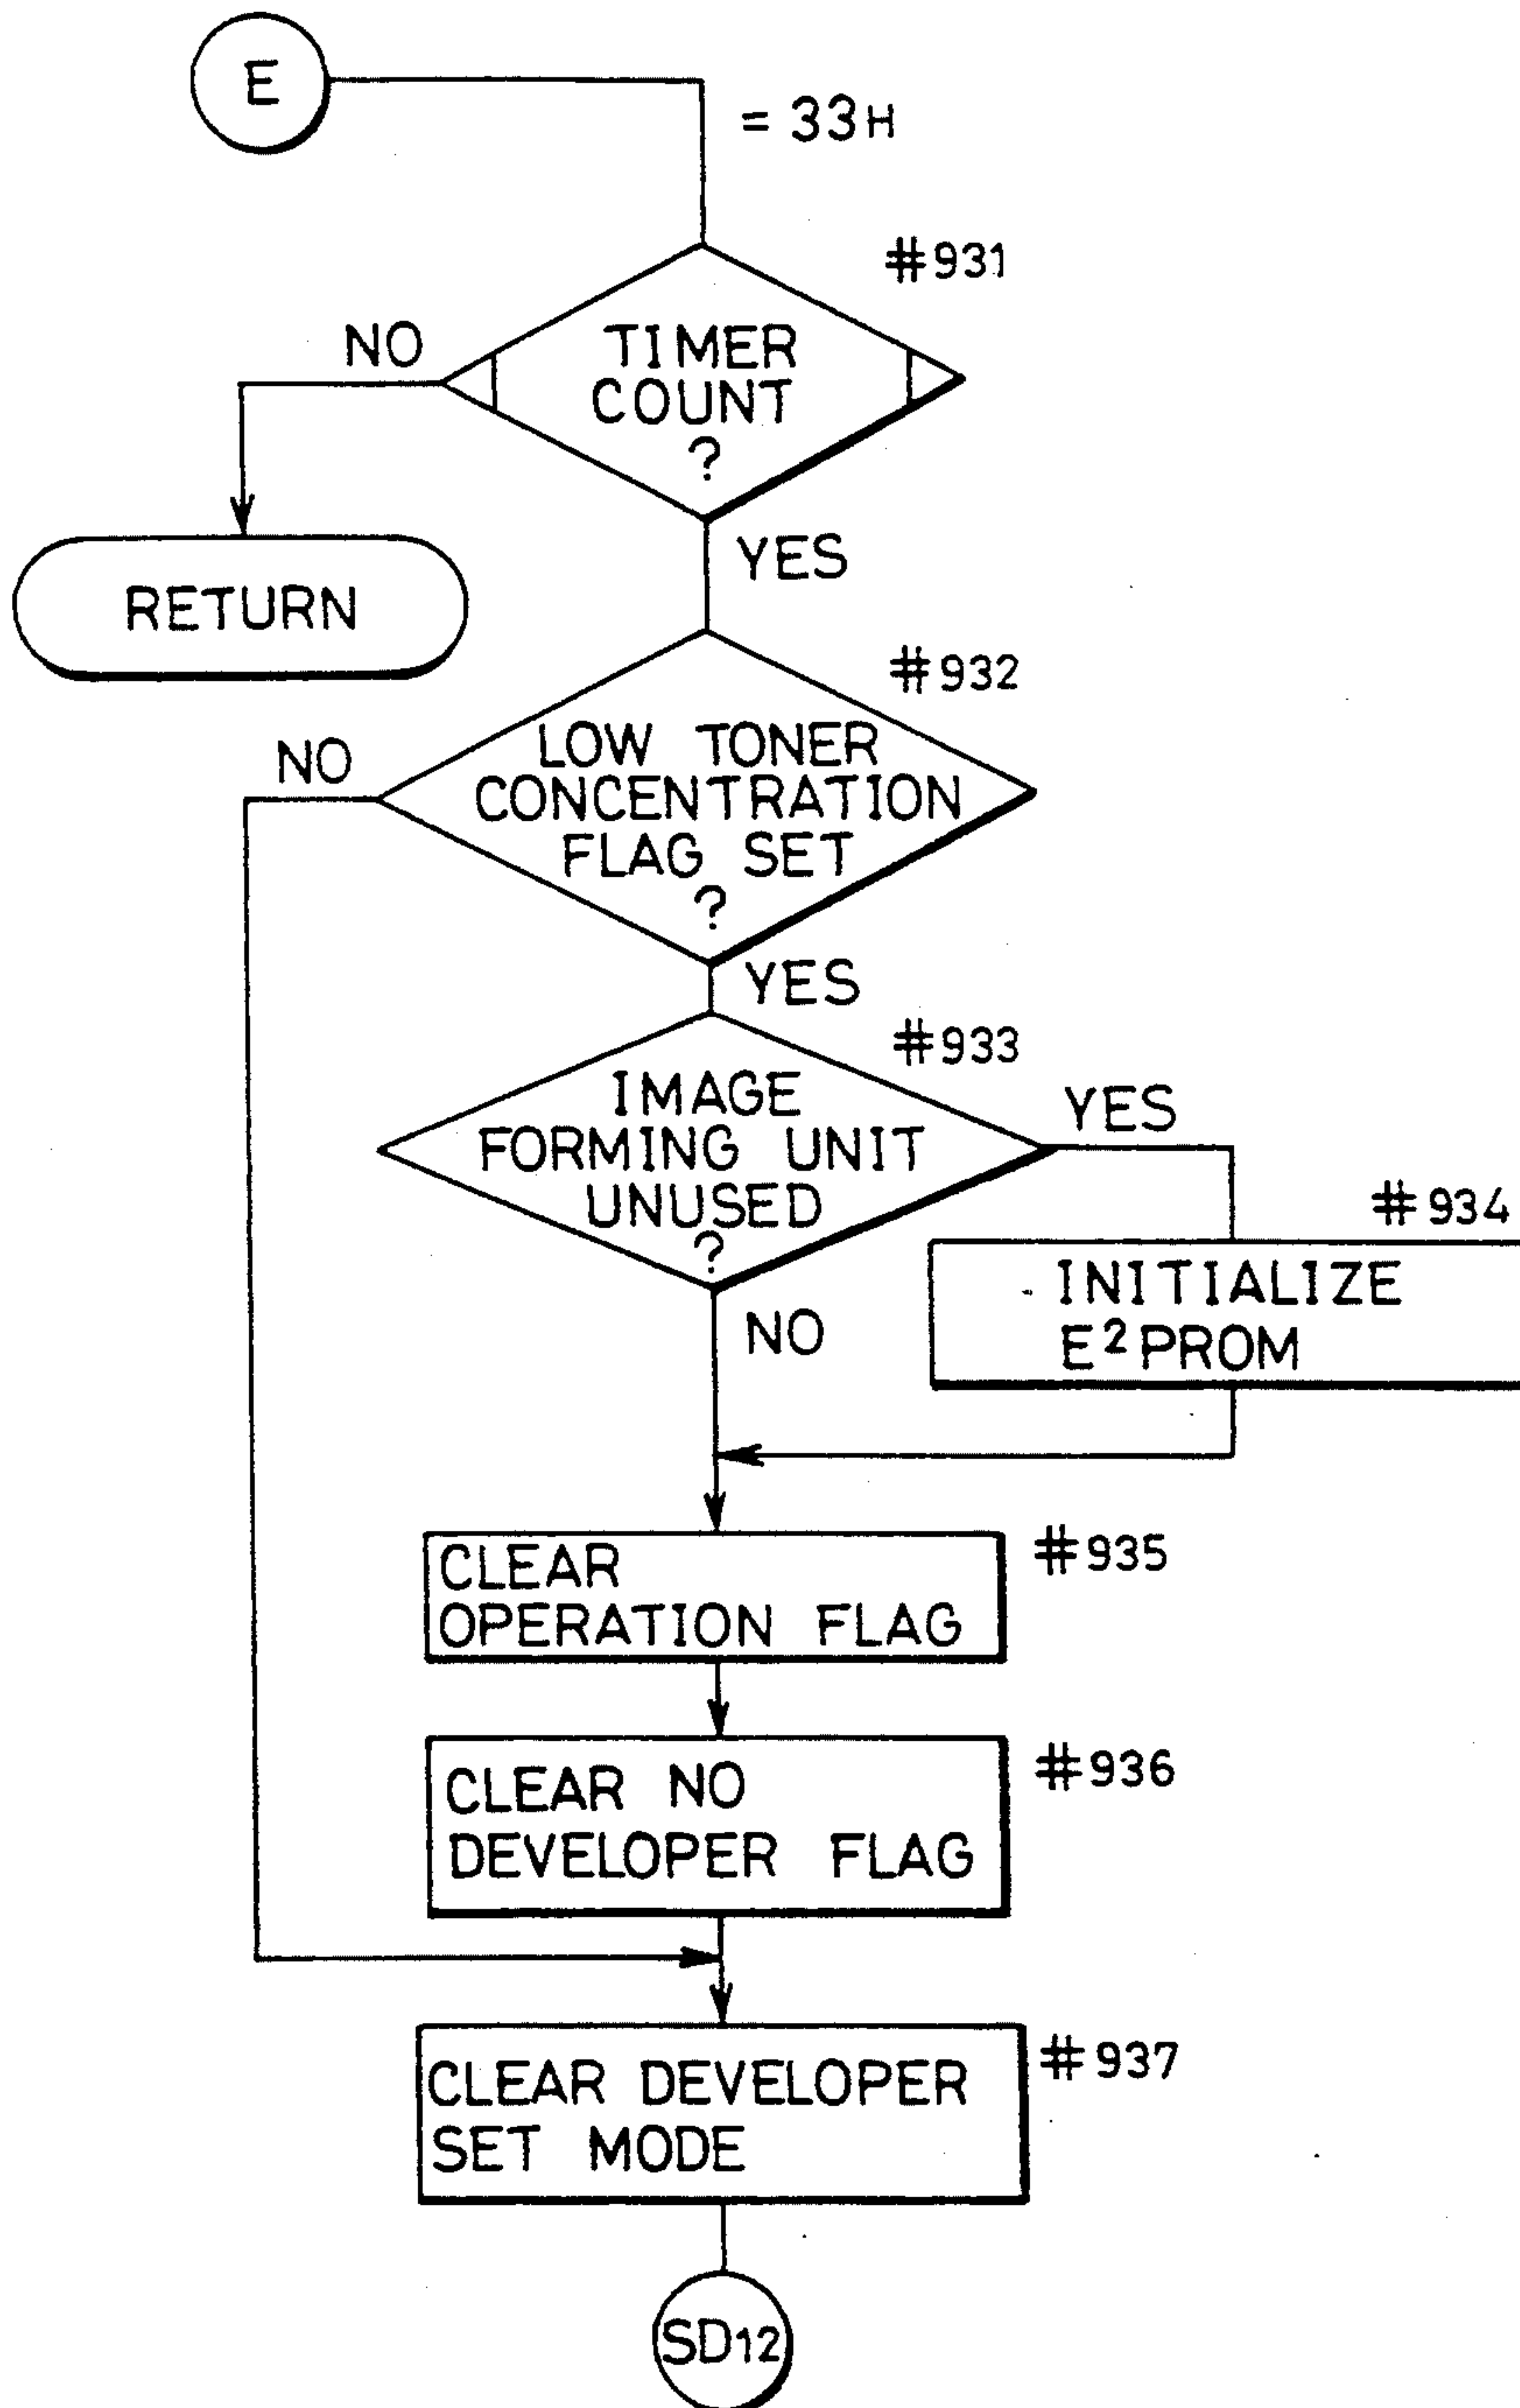 E
= 33H
#931
NO
TIMER
COUNT
?
YES
RETURN
#932
NO
LOW TONER
CONCENTRATION
FLAG SET
?
YES
#933
IMAGE
FORMING UNIT
UNUSED
?
YES
#934
INITIALIZE
E²PROM
NO
CLEAR
OPERATION FLAG
#935
CLEAR NO
DEVELOPER FLAG
#936
CLEAR DEVELOPER
SET MODE
#937
SD12